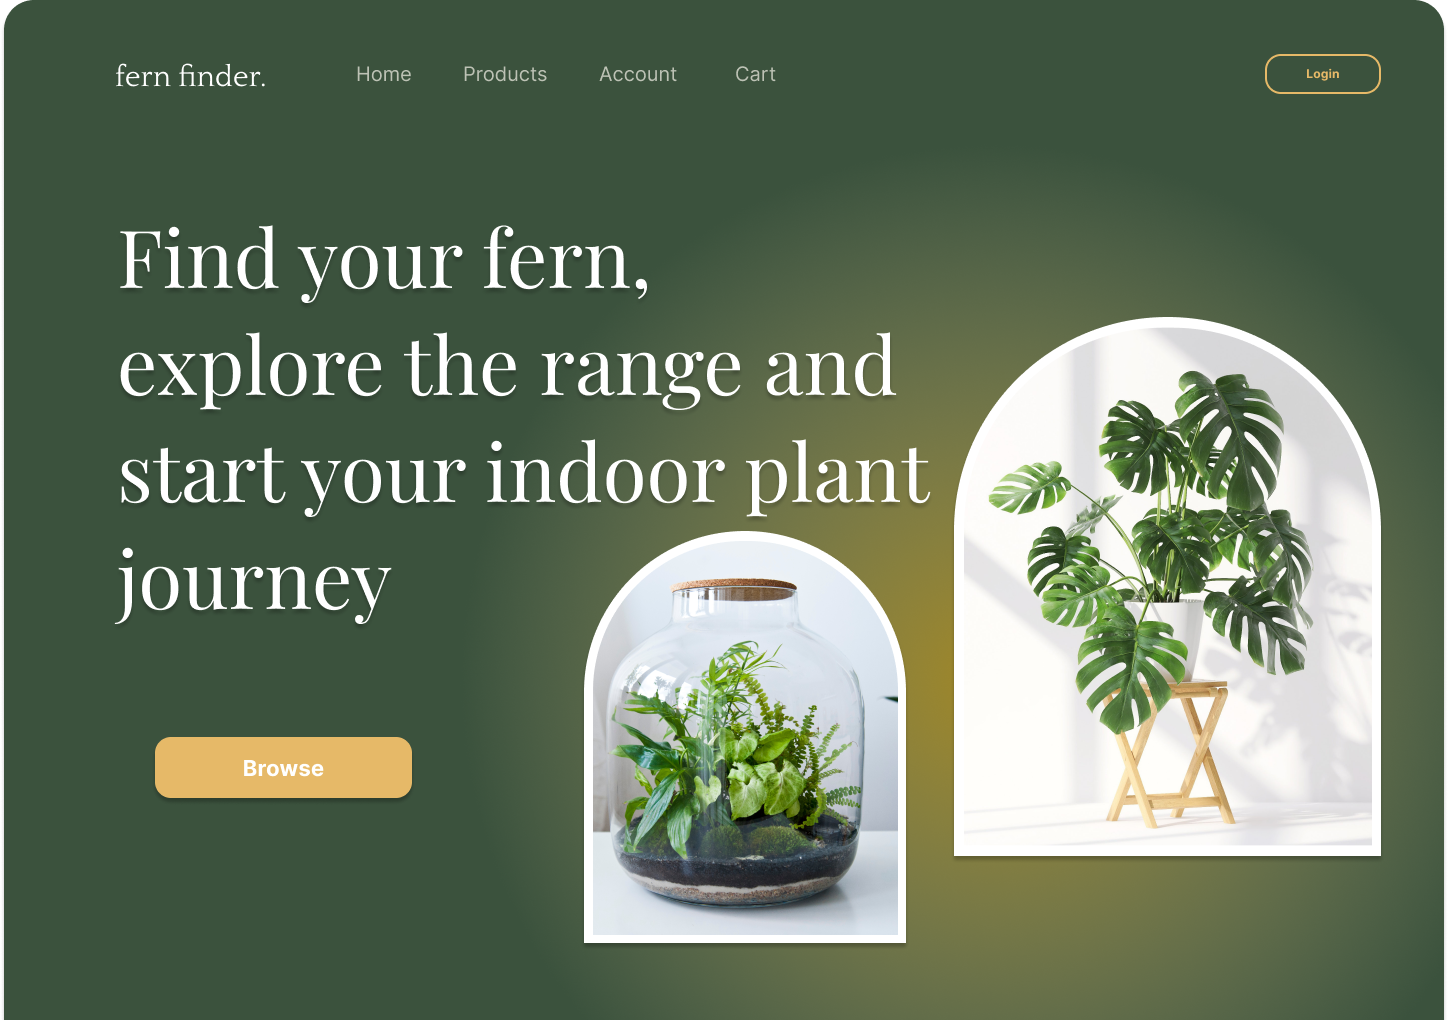 fern finder.
Home
Products
Account
Cart
Login
Find your fern,
explore the range and
start your indoor plant
journey
Browse